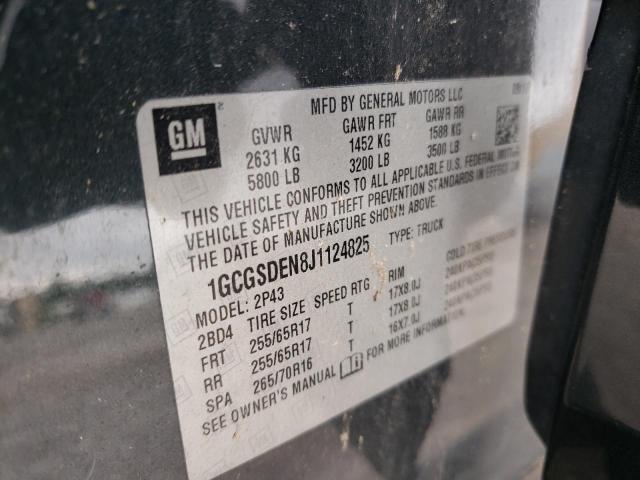 MFD BY GENERAL MOTORS LLC
GM
GVWR GAWR FRT GAWR RR
2631 KG 1452 KG 1588 KG
5800 LB 3200 LB 3500 LB
THIS VEHICLE CONFORMS TO ALL APPLICABLE U.S. FEDERAL MOTOR
VEHICLE SAFETY AND THEFT PREVENTION STANDARDS IN EFFECT ON
THE DATE OF MANUFACTURE SHOWN ABOVE.
1GCGSDEN8J1124825 TYPE: TRUCK
MODEL: 2P43
2BD4 TIRE SIZE SPEED RTG RIM COLD TIRE PRESSURE
FRT 255/65R17 T 17X8.0J
RR 255/65R17 T 17X8.0J
SPA 265/70R16 T 16X7.0J
SEE OWNER'S MANUAL FOR MORE INFORMATION.